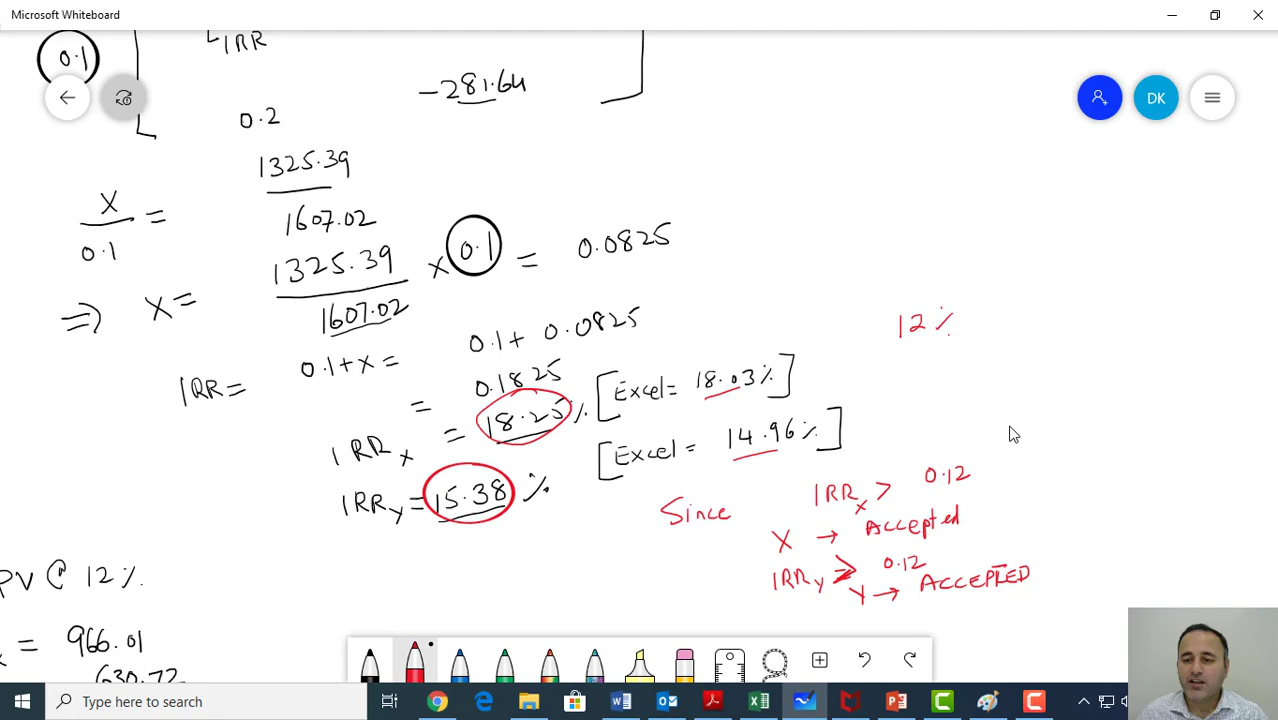 Microsoft Whiteboard
0.1
IRR
-281.64
DK
0.2
1325.39
X
0.1
=
1607.02
1325.39
1607.02
× 0.1 = 0.0825
=> X =
12%
IRR = 0.1+x = 0.1 + 0.0825
= 0.1825
= 18.25% [Excel = 18.03%]
IRRX
[Excel = 14.96%]
IRRY = 15.38%
Since IRRX > 0.12
X → Accepted
IRRY > 0.12
Y → ACCEPTED
PV @ 12%.
= 966.01
630.72
Type here to search